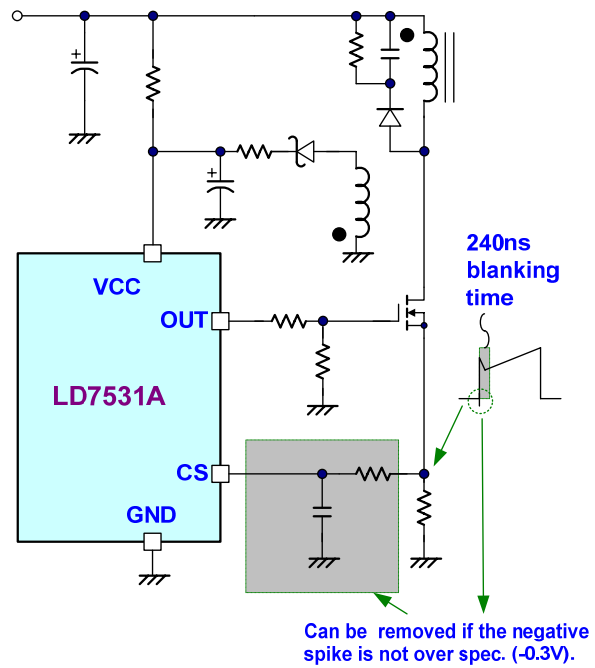 +
+
240ns
blanking
time
VCC
OUT
LD7531A
CS
GND
Can be removed if the negative
spike is not over spec. (-0.3V).